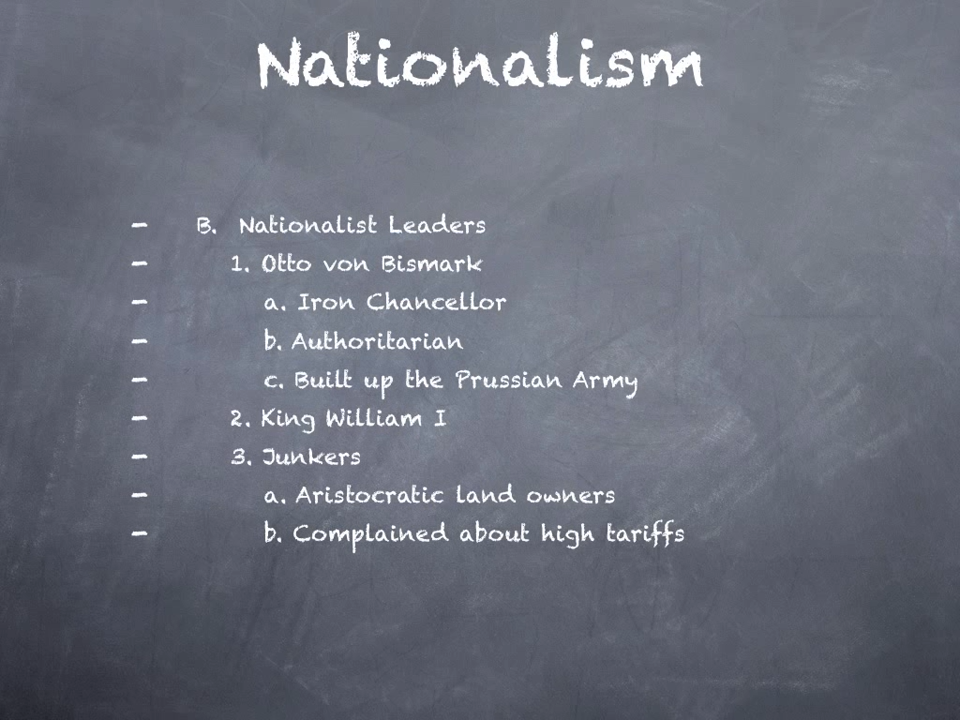 Nationalism
- B. Nationalist Leaders
- 1. Otto von Bismark
- a. Iron Chancellor
- b. Authoritarian
- c. Built up the Prussian Army
- 2. King William I
- 3. Junkers
- a. Aristocratic land owners
- b. Complained about high tariffs